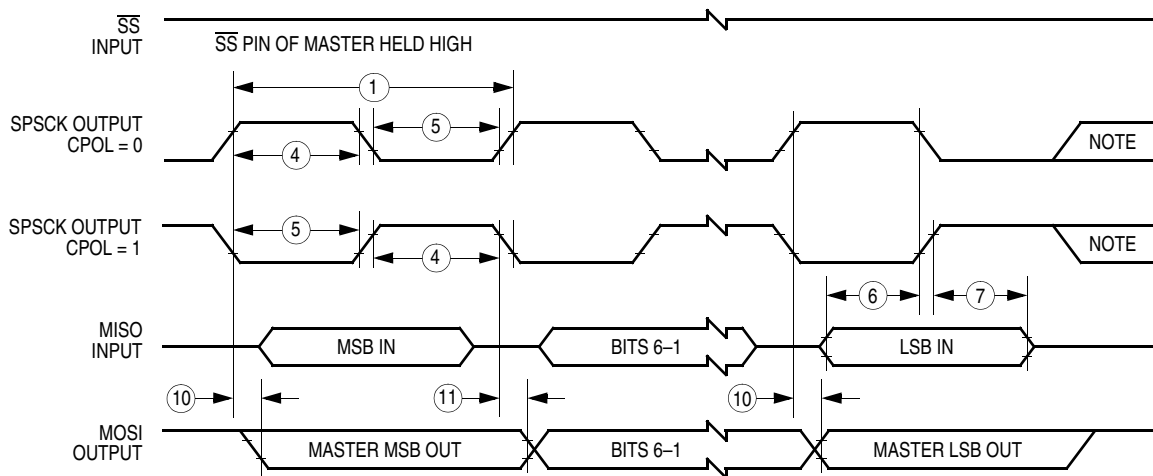 SS
INPUT
SS PIN OF MASTER HELD HIGH
1
SPSCK OUTPUT
CPOL = 0
5
4
NOTE
SPSCK OUTPUT
CPOL = 1
5
4
NOTE
6
7
MISO
INPUT
MSB IN
BITS 6–1
LSB IN
10
11
10
MOSI
OUTPUT
MASTER MSB OUT
BITS 6–1
MASTER LSB OUT